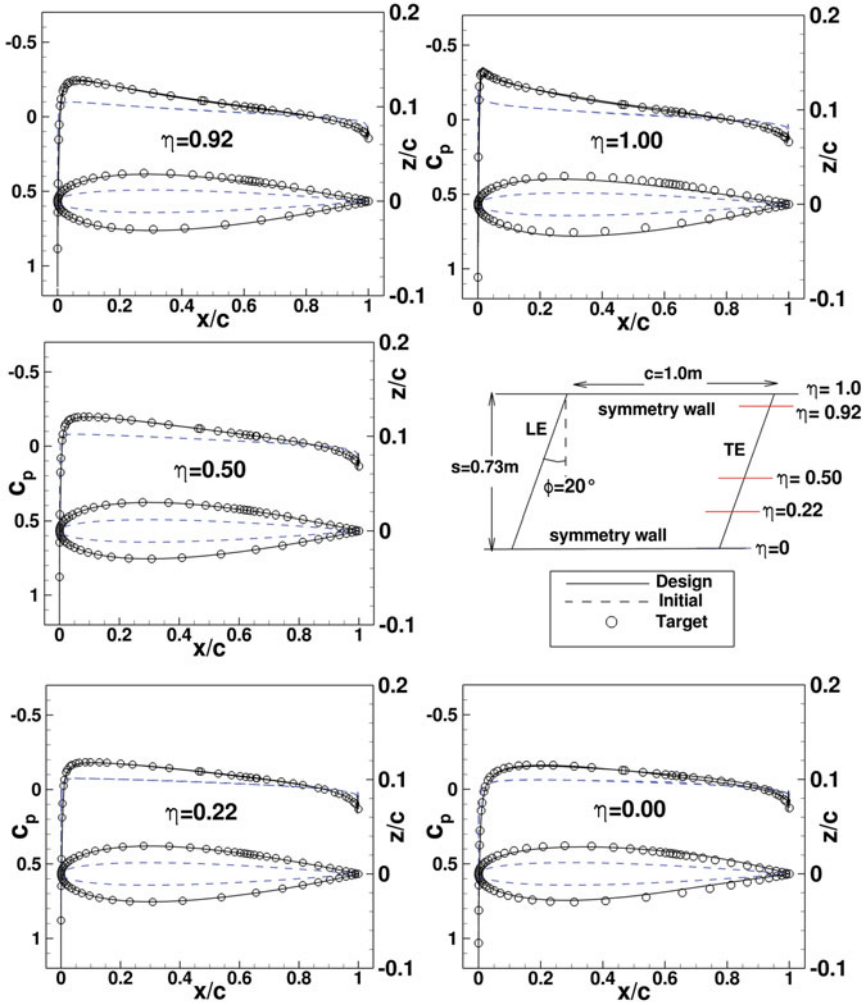 0.2
-0.5
0
0.1
η=0.92
z/c
0.5
0
1
-0.1
0
0.2
0.4
0.6
0.8
1
x/c
0.2
-0.5
0
0.1
Cp
η=1.00
z/c
0.5
0
1
-0.1
0
0.2
0.4
0.6
0.8
1
x/c
0.2
-0.5
0
0.1
Cp
η=0.50
z/c
0.5
0
1
-0.1
0
0.2
0.4
0.6
0.8
1
x/c
c=1.0m
η= 1.0
symmetry wall
η= 0.92
LE
TE
s=0.73m
ϕ=20°
η= 0.50
η=0.22
symmetry wall
η=0
Design
Initial
Target
0.2
-0.5
0
0.1
Cp
η=0.22
z/c
0.5
0
1
-0.1
0
0.2
0.4
0.6
0.8
1
x/c
0.2
-0.5
0
0.1
Cp
η=0.00
z/c
0.5
0
1
-0.1
0
0.2
0.4
0.6
0.8
1
x/c